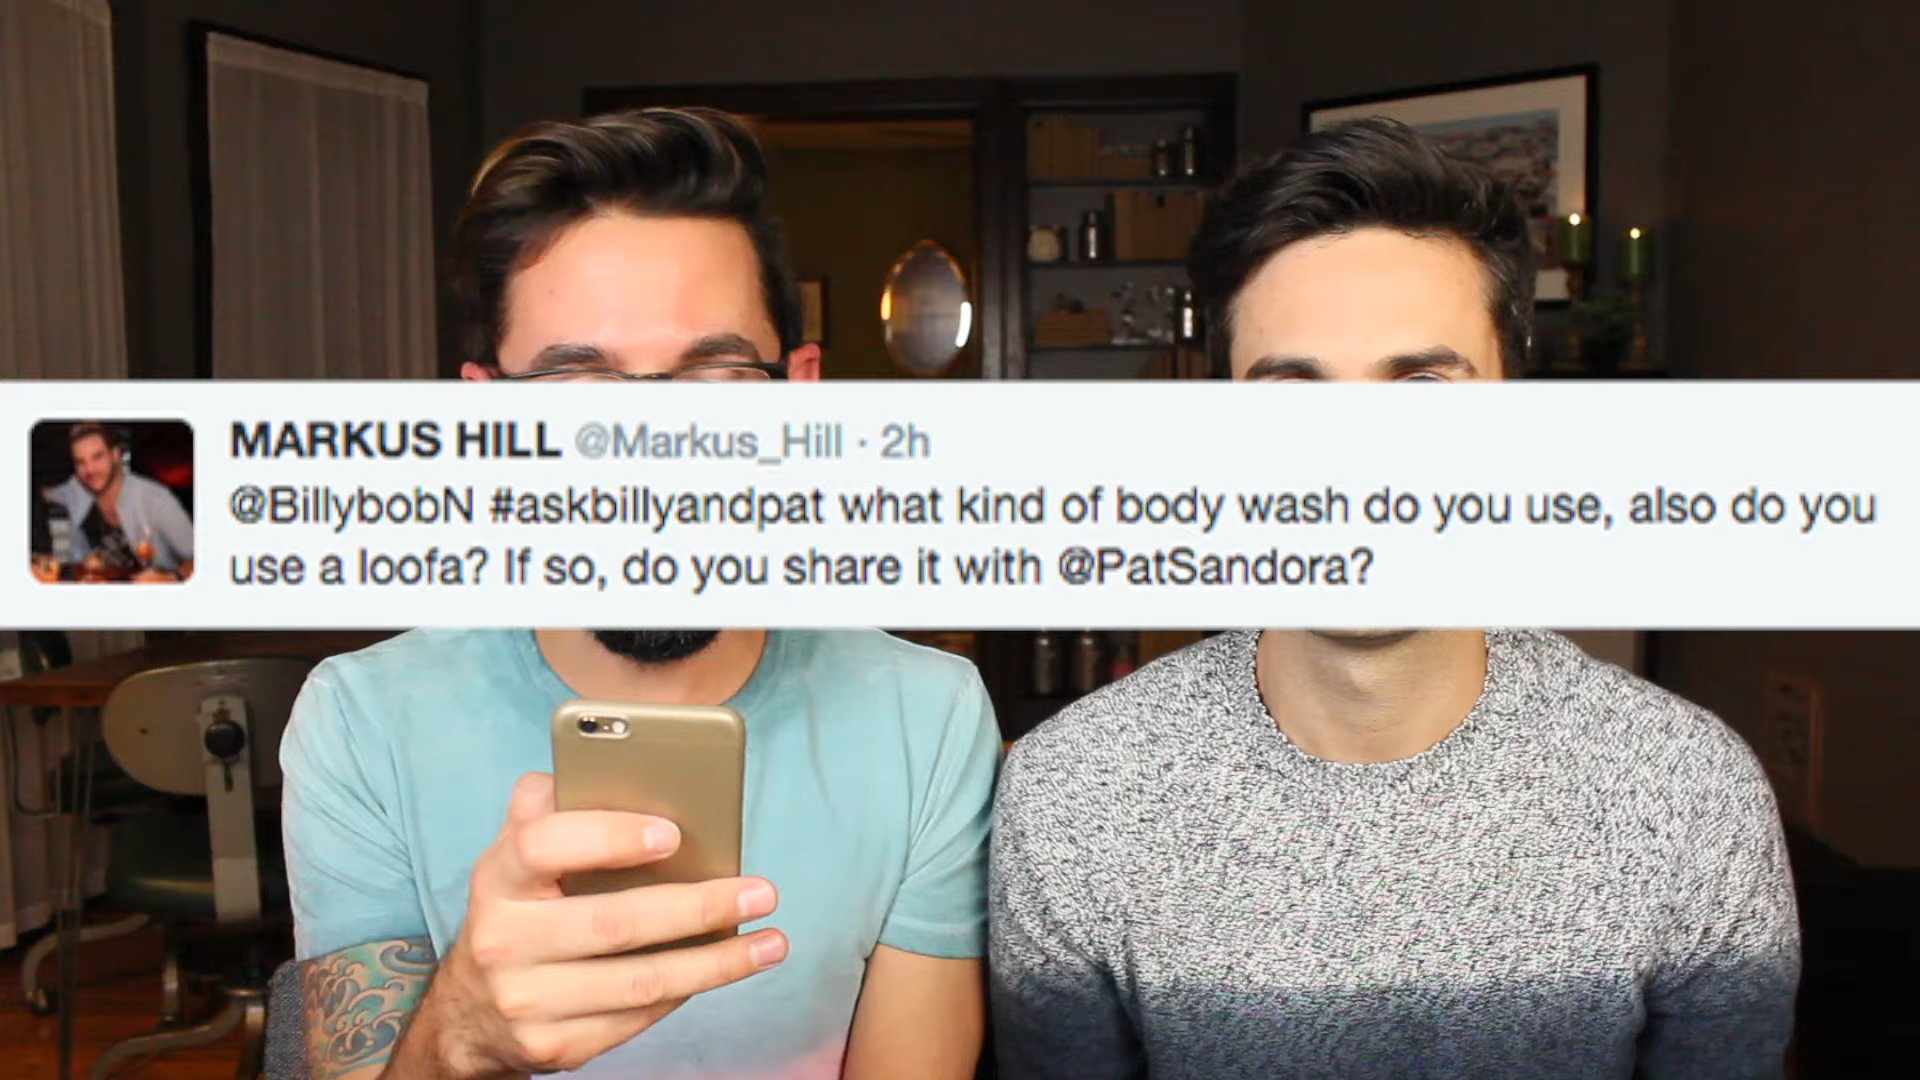 MARKUS HILL @Markus_Hill · 2h
@BillybobN #askbillyandpat what kind of body wash do you use, also do you
use a loofa? If so, do you share it with @PatSandora?